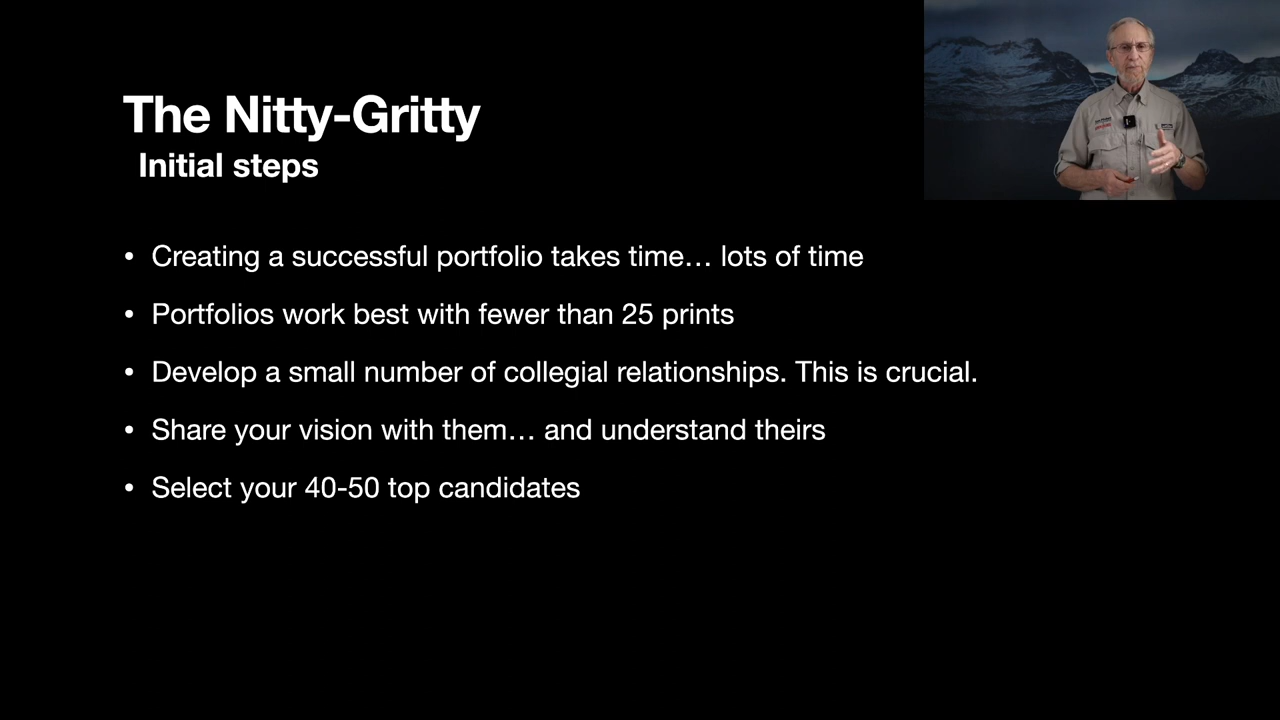 The Nitty-Gritty
Initial steps
• Creating a successful portfolio takes time… lots of time
• Portfolios work best with fewer than 25 prints
• Develop a small number of collegial relationships. This is crucial.
• Share your vision with them… and understand theirs
• Select your 40-50 top candidates